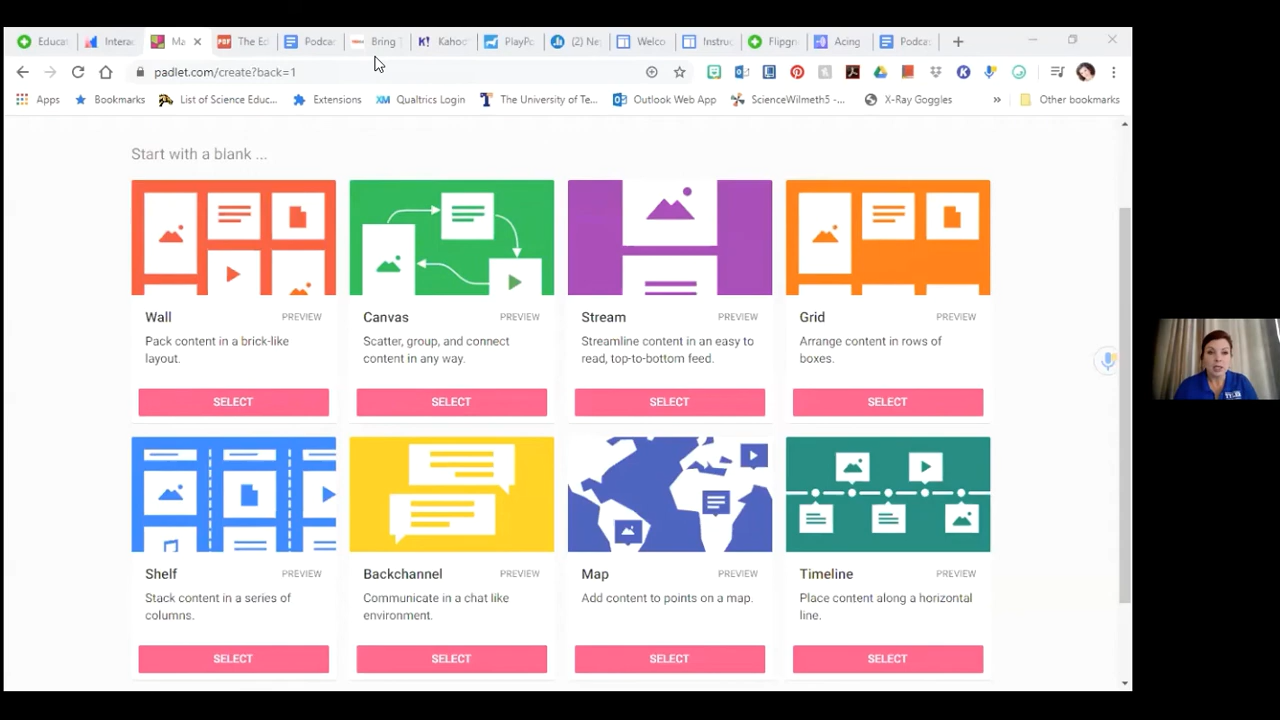 Educat
Interac
Ma
The Ed
Podcas
Bring T
Kahoo
PlayPo
(2) Ne
Welco
Instruc
Flipgr
Acing
Podca
padlet.com/create?back=1
Apps
Bookmarks
List of Science Educ...
Extensions
Qualtrics Login
The University of Te...
Outlook Web App
ScienceWilmeth5 -...
X-Ray Goggles
»
Other bookmarks
Start with a blank ...
Wall PREVIEW
Pack content in a brick-like
layout.
SELECT
Canvas PREVIEW
Scatter, group, and connect
content in any way.
SELECT
Stream PREVIEW
Streamline content in an easy to
read, top-to-bottom feed.
SELECT
Grid PREVIEW
Arrange content in rows of
boxes.
SELECT
Shelf PREVIEW
Stack content in a series of
columns.
SELECT
Backchannel PREVIEW
Communicate in a chat like
environment.
SELECT
Map PREVIEW
Add content to points on a map.
SELECT
Timeline PREVIEW
Place content along a horizontal
line.
SELECT